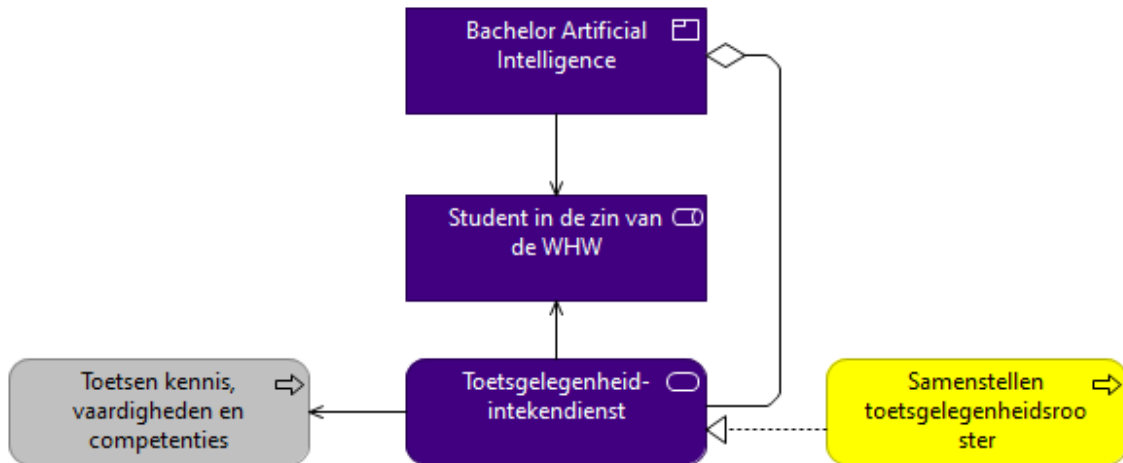 Bachelor Artificial
Intelligence
Student in de zin van
de WHW
Toetsen kennis,
vaardigheden en
competenties
Toetsgelegenheid-
intekendienst
Samenstellen
toetsgelegenheidsroo
ster